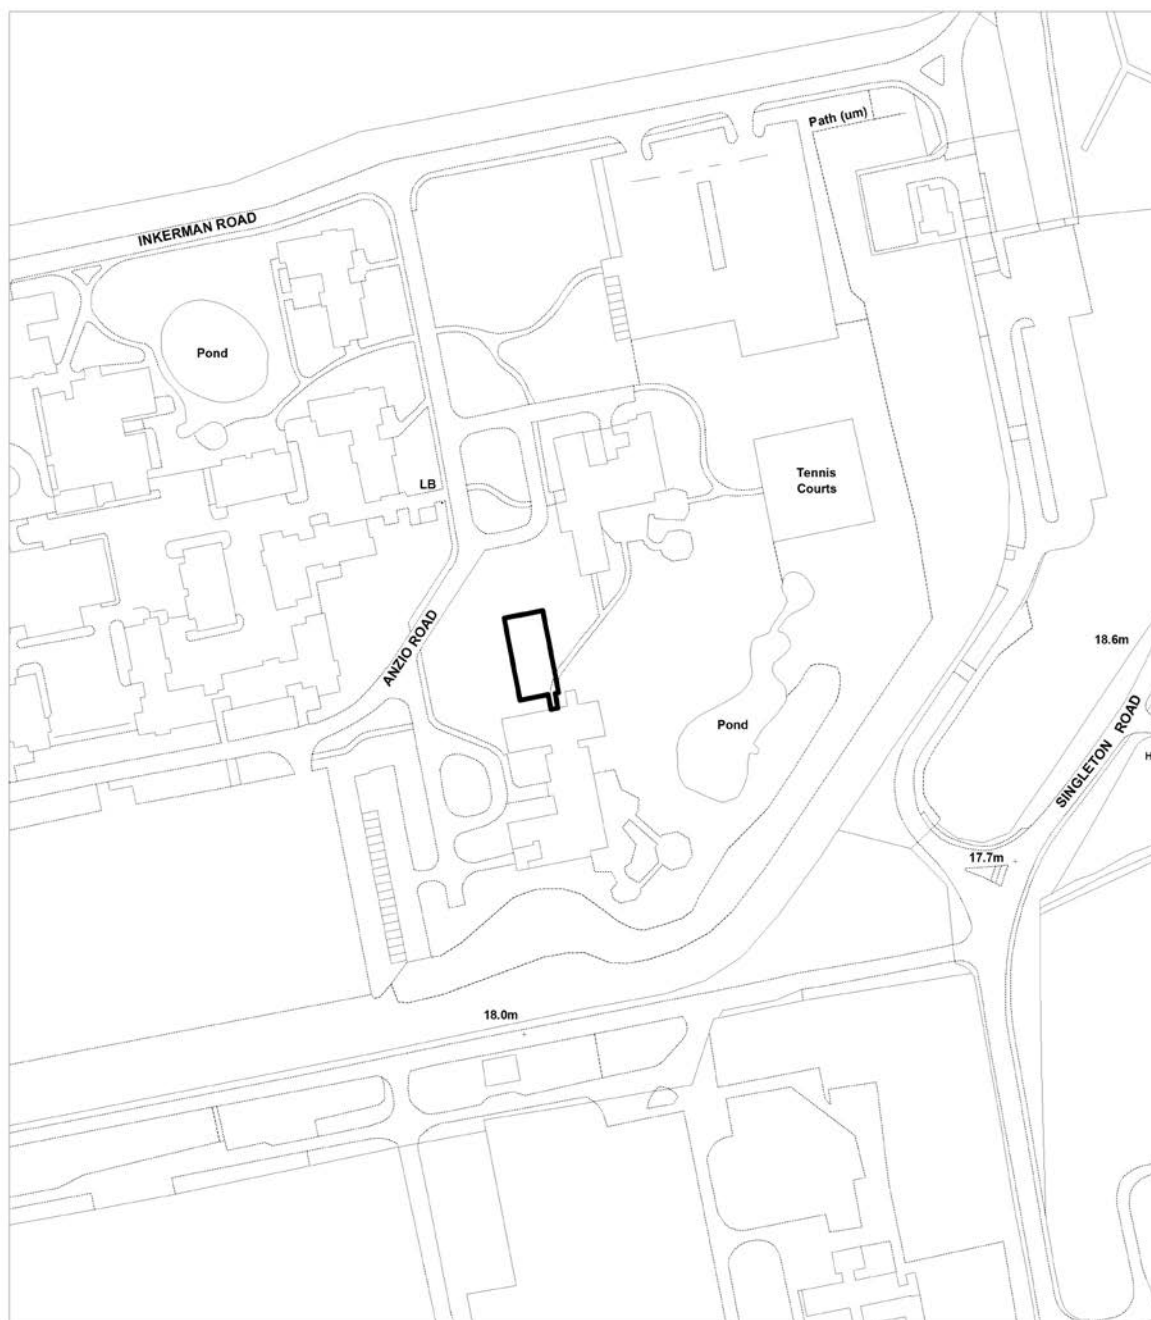 Path (um)
INKERMAN ROAD
Pond
Tennis
Courts
LB
ANZIO ROAD
18.6m
Pond
SINGLETON ROAD
H
17.7m
18.0m